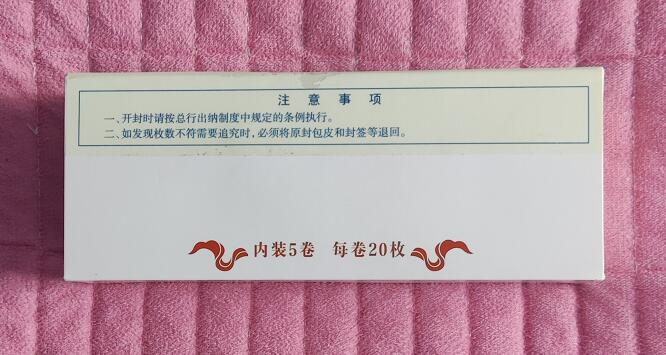 注意事项
一、开封时请按总行出纳制度中规定的条例执行。
二、如发现枚数不符需要追究时,必须将原封包皮和封签等退回。
内装5卷 每卷20枚